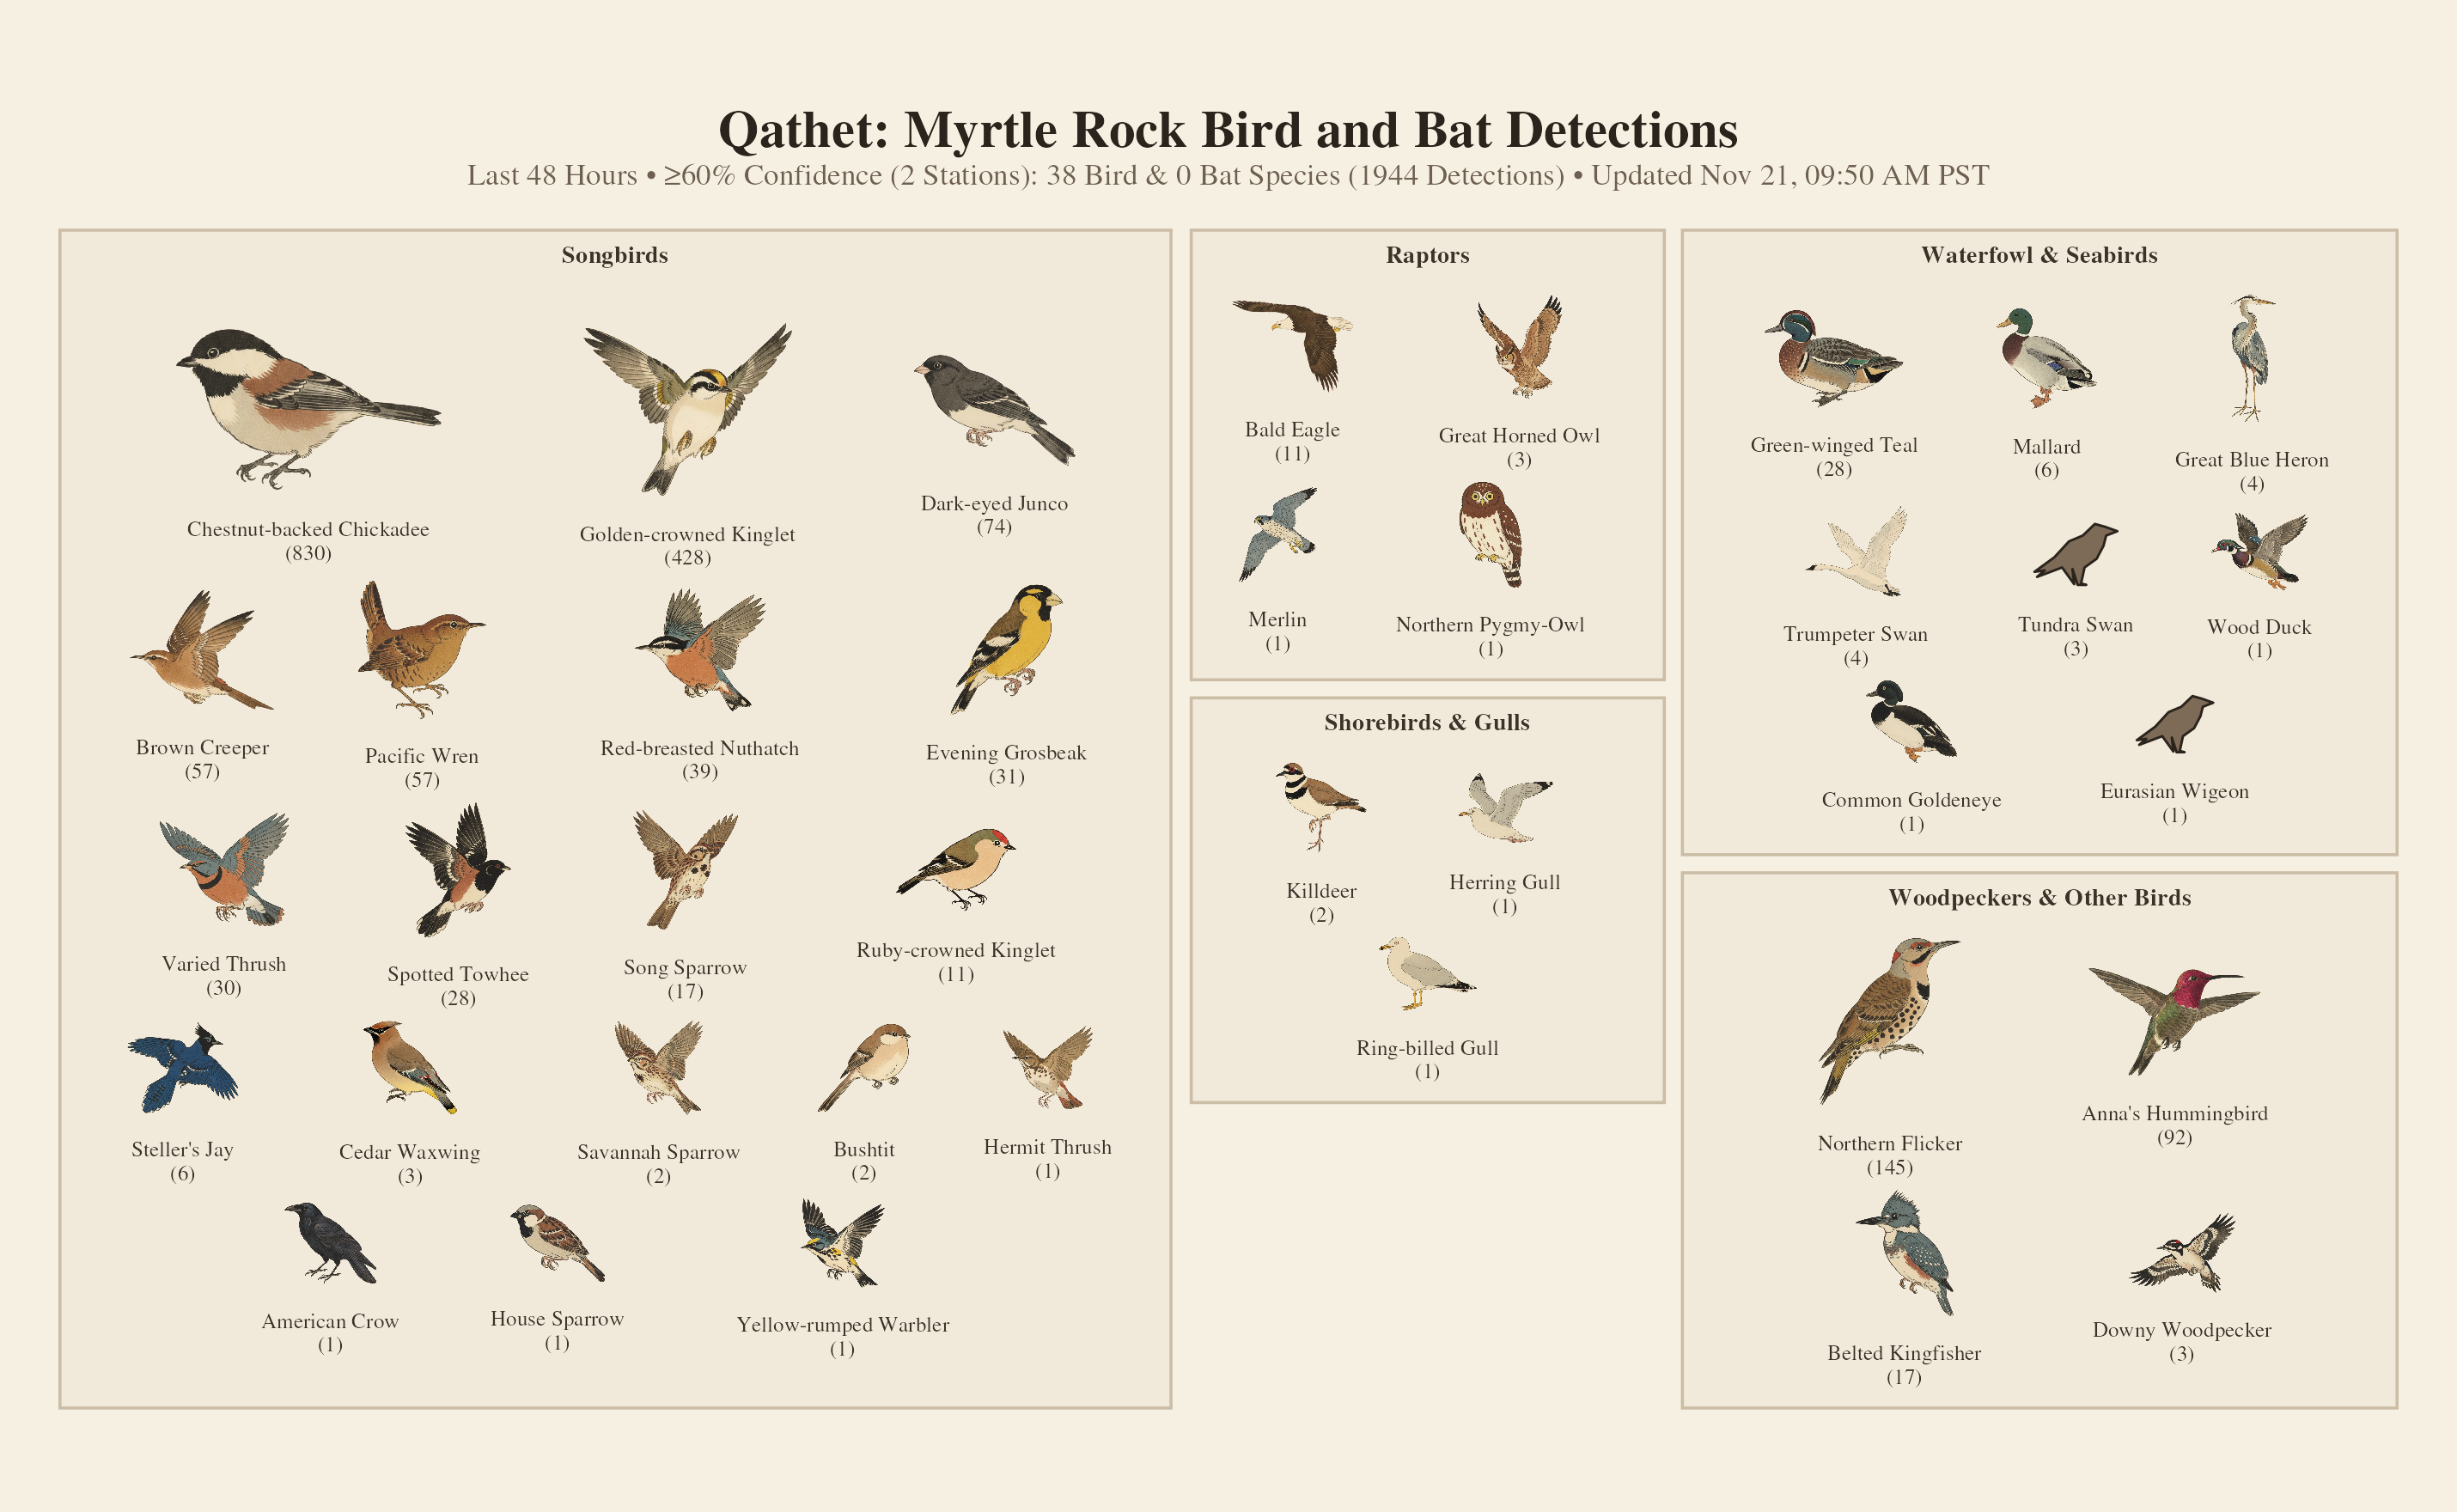 Qathet: Myrtle Rock Bird and Bat Detections
Last 48 Hours • ≥60% Confidence (2 Stations): 38 Bird & 0 Bat Species (1944 Detections) • Updated Nov 21, 09:50 AM PST
Songbirds
Chestnut-backed Chickadee
(830)
Golden-crowned Kinglet
(428)
Dark-eyed Junco
(74)
Brown Creeper
(57)
Pacific Wren
(57)
Red-breasted Nuthatch
(39)
Evening Grosbeak
(31)
Varied Thrush
(30)
Spotted Towhee
(28)
Song Sparrow
(17)
Ruby-crowned Kinglet
(11)
Steller's Jay
(6)
Cedar Waxwing
(3)
Savannah Sparrow
(2)
Bushtit
(2)
Hermit Thrush
(1)
American Crow
(1)
House Sparrow
(1)
Yellow-rumped Warbler
(1)
Raptors
Bald Eagle
(11)
Great Horned Owl
(3)
Merlin
(1)
Northern Pygmy-Owl
(1)
Shorebirds & Gulls
Killdeer
(2)
Herring Gull
(1)
Ring-billed Gull
(1)
Waterfowl & Seabirds
Green-winged Teal
(28)
Mallard
(6)
Great Blue Heron
(4)
Trumpeter Swan
(4)
Tundra Swan
(3)
Wood Duck
(1)
Common Goldeneye
(1)
Eurasian Wigeon
(1)
Woodpeckers & Other Birds
Northern Flicker
(145)
Anna's Hummingbird
(92)
Belted Kingfisher
(17)
Downy Woodpecker
(3)